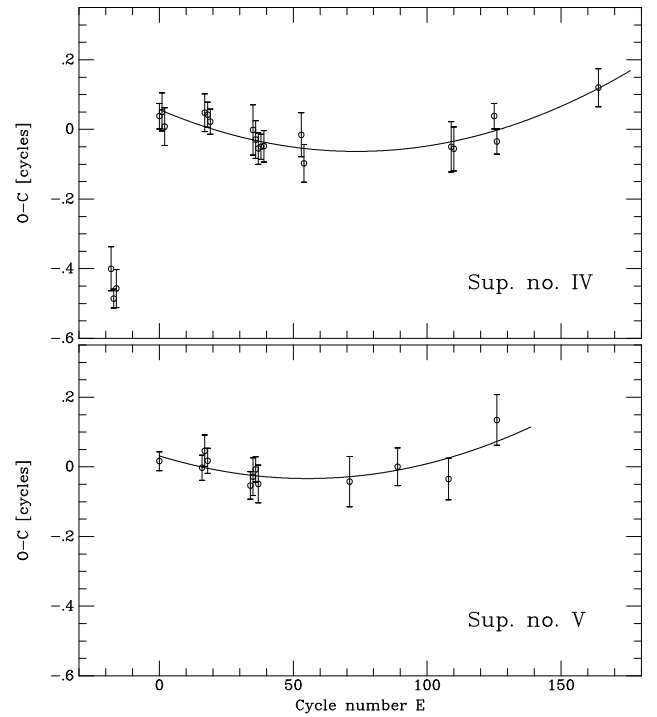 .2
0
−.2
−.4
−.6
O−C [cycles]
Sup. no. IV
.2
0
−.2
−.4
−.6
O−C [cycles]
Sup. no. V
0 50 100 150
Cycle number E